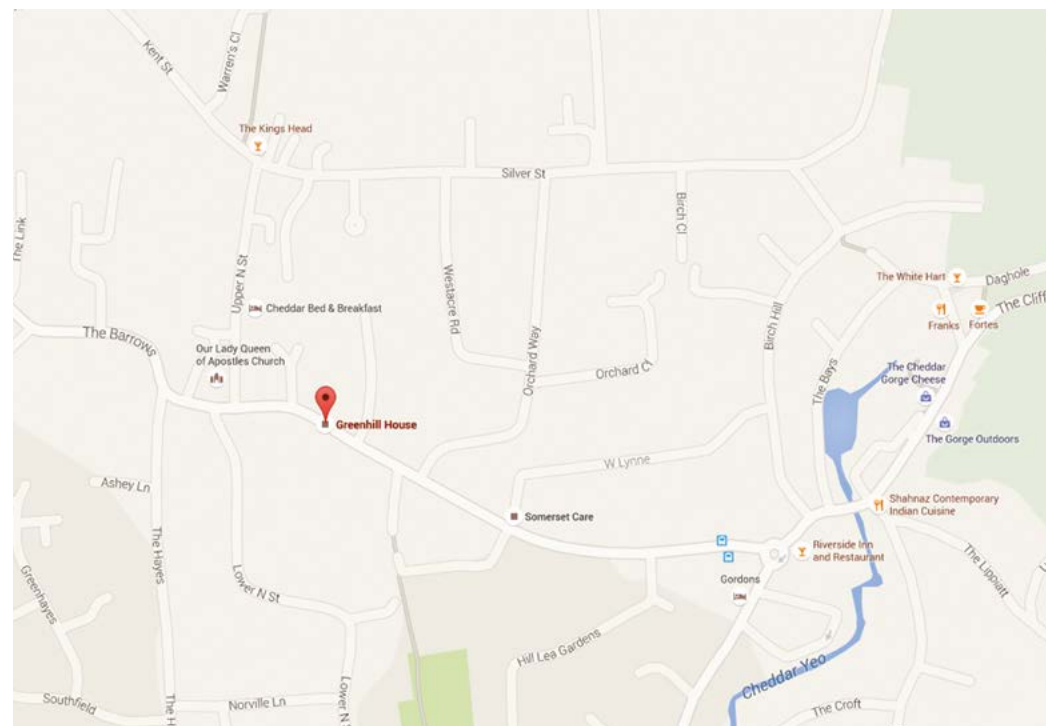 Kent St
Warren's Cl
The Kings Head
Silver St
Birch Cl
The Link
Upper N St
Westacre Rd
Orchard Way
Birch Hill
The White Hart
Daghole
The Cliff
Franks
Fortes
Cheddar Bed & Breakfast
The Barrows
Our Lady Queen
of Apostles Church
Orchard Cl
The Bays
The Cheddar
Gorge Cheese
Greenhill House
The Gorge Outdoors
W Lynne
Ashey Ln
Somerset Care
Shahnaz Contemporary
Indian Cuisine
The Hayes
Riverside Inn
and Restaurant
The Lippiatt
Greenhayes
Lower N St
Gordons
Hill Lea Gardens
Cheddar Yeo
Southfield
The H
Norville Ln
Lower N
The Croft